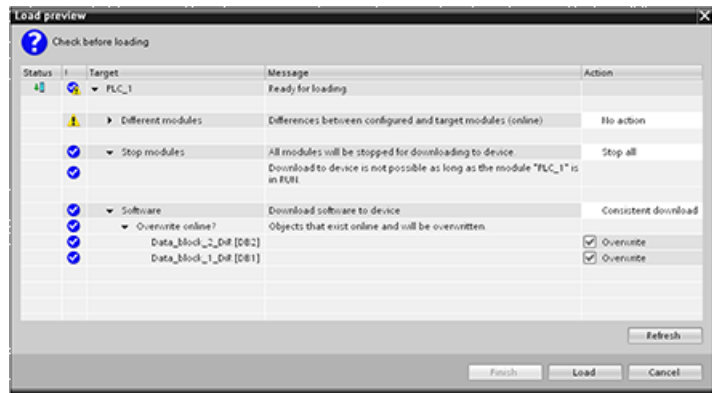 Load preview
Check before loading
Status ! Target Message Action
PLC_1 Ready for loading.
Different modules Differences between configured and target modules (online) No action
Stop modules All modules will be stopped for downloading to device. Stop all
Download to device is not possible as long as the module "PLC_1" is
in RUN.
Software Download software to device Consistent download
Overwrite online? Objects that exist online and will be overwritten.
Data_block_2_DiR [DB2] Overwrite
Data_block_1_DiR [DB1] Overwrite
Refresh
Finish Load Cancel